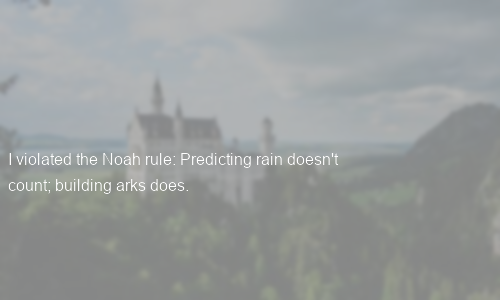 I violated the Noah rule: Predicting rain doesn't
count; building arks does.